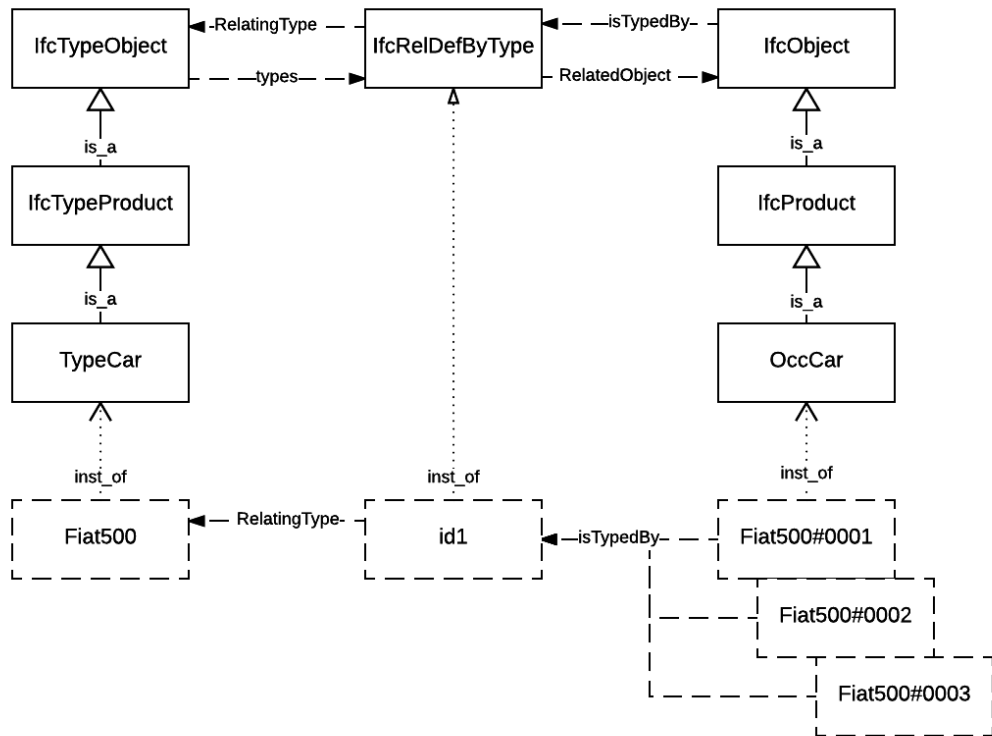 IfcTypeObject
RelatingType
types
IfcRelDefByType
isTypedBy
RelatedObject
IfcObject
is_a
is_a
IfcTypeProduct
IfcProduct
is_a
is_a
TypeCar
OccCar
inst_of
inst_of
inst_of
Fiat500
RelatingType
id1
isTypedBy
Fiat500#0001
Fiat500#0002
Fiat500#0003